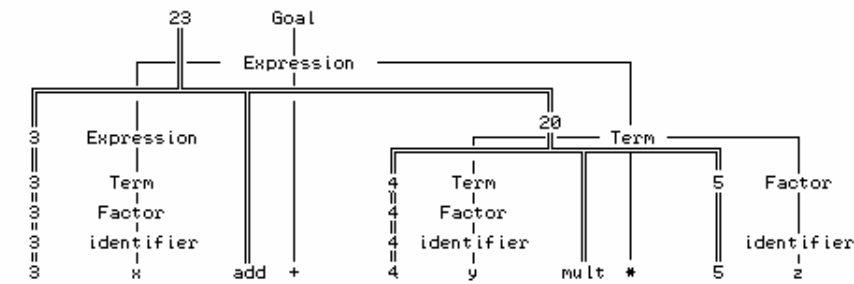 23 Goal
Expression
20
3 Expression Term
3 Term 4 Term 5 Factor
3 Factor 4 Factor
3 identifier 4 identifier identifier
3 x add + 4 y mult * 5 z